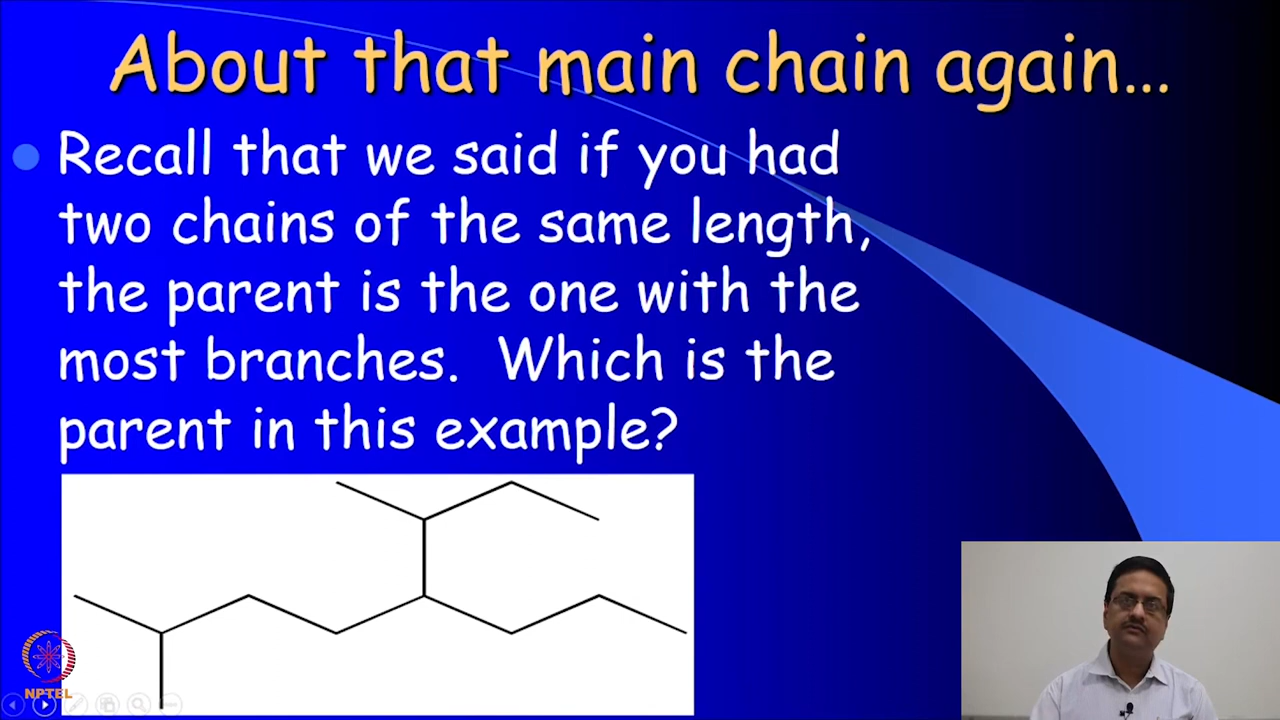 About that main chain again...
Recall that we said if you had
two chains of the same length,
the parent is the one with the
most branches. Which is the
parent in this example?
NPTEL